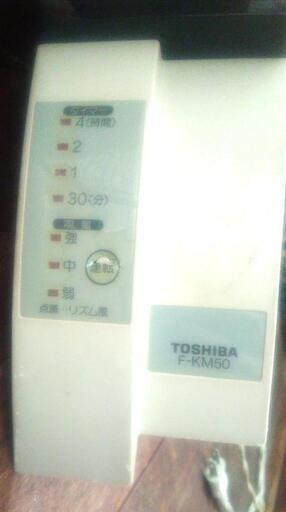 タイマー
4(時間)
2
1
30(分)
風量
強
中
運転
弱
点滅…リズム風
TOSHIBA
F-KM50